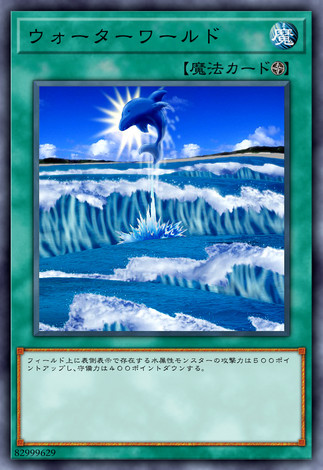 ウォーターワールド
魔
【魔法カード】
フィールド上に表側表示で存在する水属性モンスターの攻撃力は５００ポイ
ントアップし、守備力は４００ポイントダウンする。
82999629